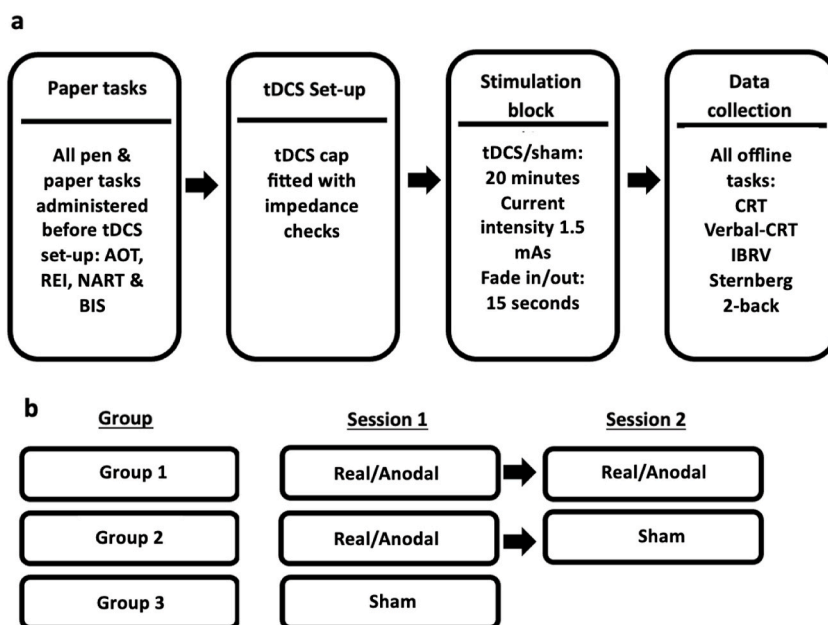 a
Paper tasks
All pen &
paper tasks
administered
before tDCS
set-up: AOT,
REI, NART &
BIS
tDCS Set-up
tDCS cap
fitted with
impedance
checks
Stimulation
block
tDCS/sham:
20 minutes
Current
intensity 1.5
mAs
Fade in/out:
15 seconds
Data
collection
All offline
tasks:
CRT
Verbal-CRT
IBRV
Sternberg
2-back
b
Group
Session 1
Session 2
Group 1
Real/Anodal
Real/Anodal
Group 2
Real/Anodal
Sham
Group 3
Sham